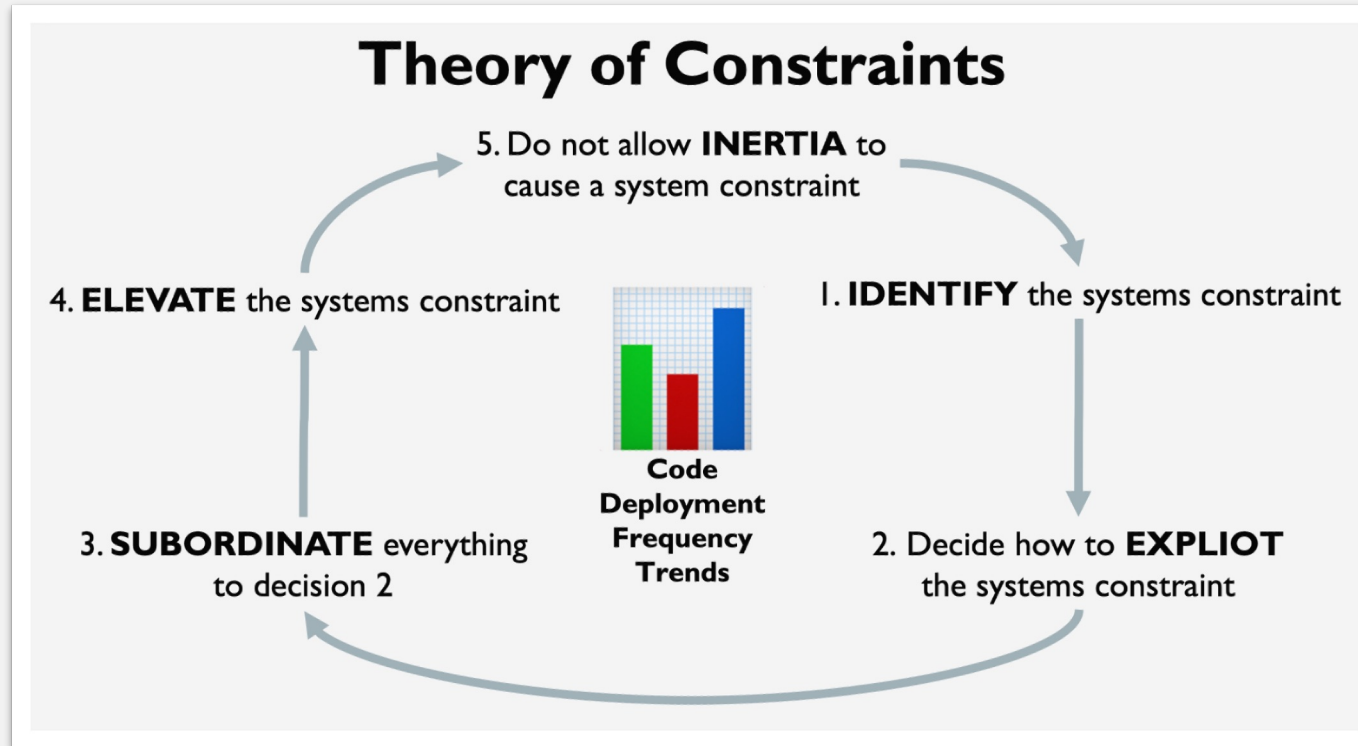 Theory of Constraints
5. Do not allow INERTIA to
cause a system constraint
1. IDENTIFY the systems constraint
2. Decide how to EXPLIOT
the systems constraint
3. SUBORDINATE everything
to decision 2
4. ELEVATE the systems constraint
Code
Deployment
Frequency
Trends